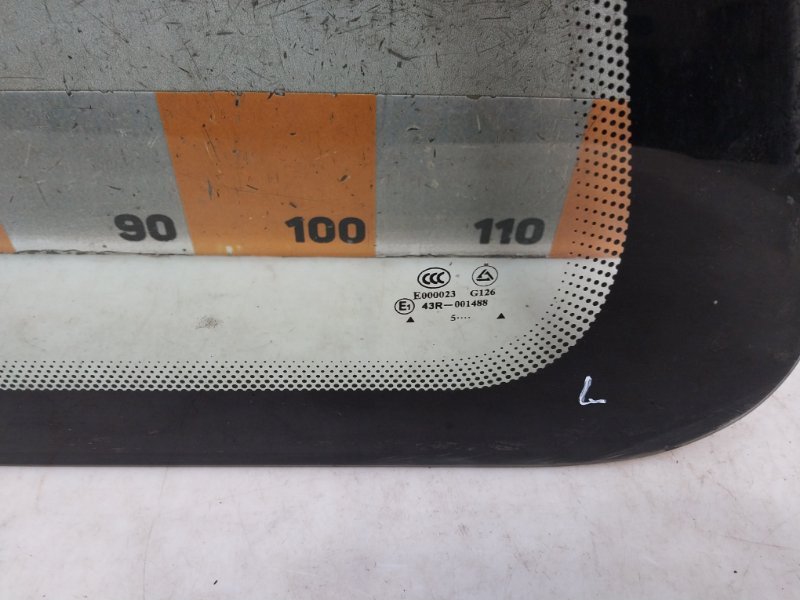 90 100 110
CCC
E000023 G126
E1 43R-001488
5····
L